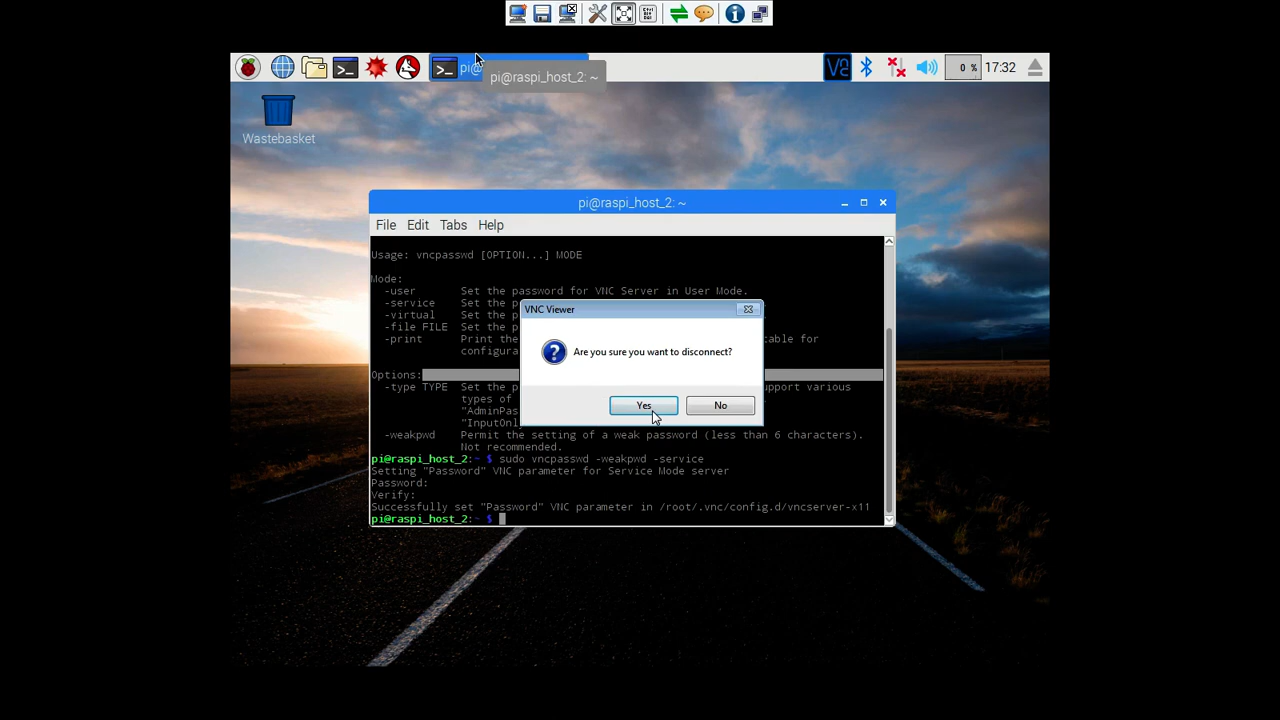 pi@
0 %
17:32
pi@raspi_host_2: ~
Wastebasket
pi@raspi_host_2: ~
File Edit Tabs Help
Usage: vncpasswd [OPTION...] MODE
Mode:
-user Set the password for VNC Server in User Mode.
-service Set the p
-virtual Set the p
-file FILE Set the p
-print Print the table for
configura
Options:
-type TYPE Set the p upport various
types of
"AdminPas
"InputOnl
-weakpwd Permit the setting of a weak password (less than 6 characters).
Not recommended.
pi@raspi_host_2:~ $ sudo vncpasswd -weakpwd -service
Setting "Password" VNC parameter for Service Mode server
Password:
Verify:
Successfully set "Password" VNC parameter in /root/.vnc/config.d/vncserver-x11
pi@raspi_host_2:~ $
VNC Viewer
Are you sure you want to disconnect?
Yes No